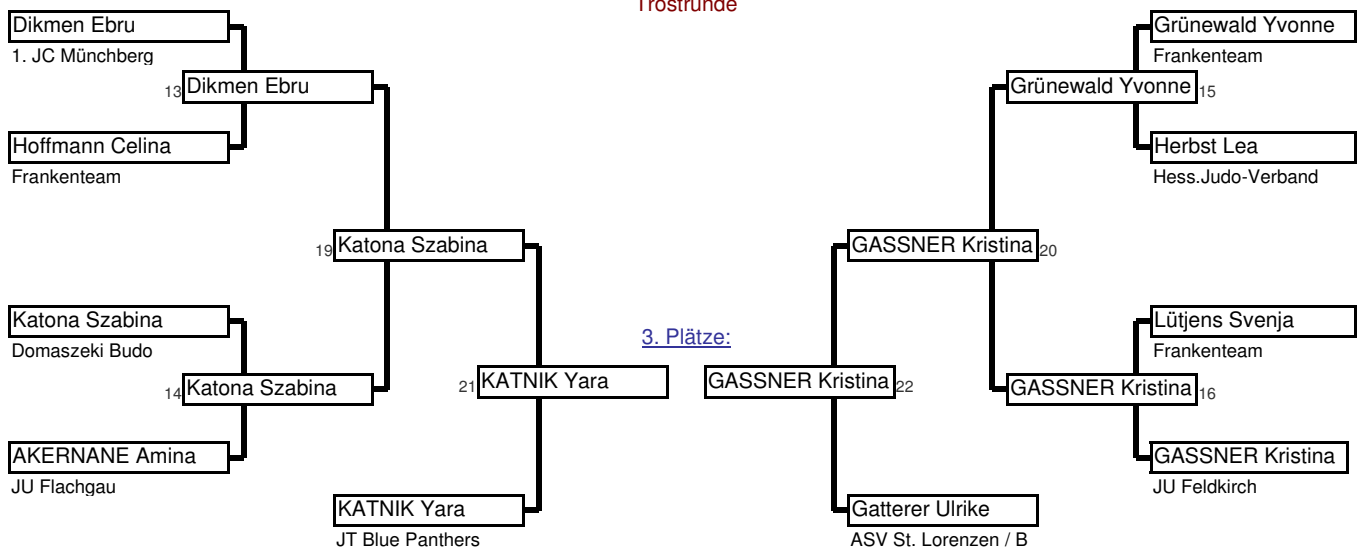 Trostrunde
Dikmen Ebru
1. JC Münchberg
Grünewald Yvonne
Frankenteam
13 Dikmen Ebru
Grünewald Yvonne 15
Hoffmann Celina
Frankenteam
Herbst Lea
Hess.Judo-Verband
19 Katona Szabina
GASSNER Kristina 20
Katona Szabina
Domaszeki Budo
Lütjens Svenja
Frankenteam
3. Plätze:
14 Katona Szabina
21 KATNIK Yara
GASSNER Kristina 22
GASSNER Kristina 16
AKERNANE Amina
JU Flachgau
GASSNER Kristina
JU Feldkirch
KATNIK Yara
JT Blue Panthers
Gatterer Ulrike
ASV St. Lorenzen / B